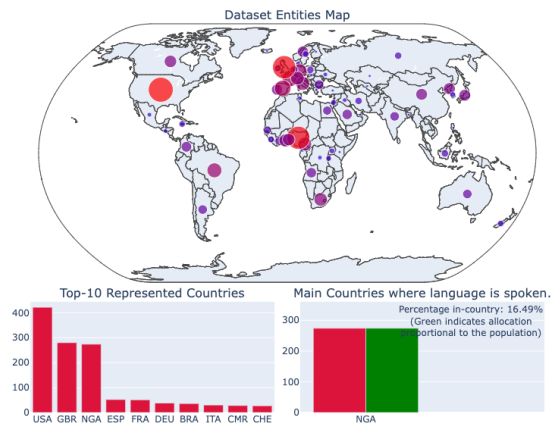 Dataset Entities Map
Top-10 Represented Countries
400
300
200
100
0
USA GBR NGA ESP FRA DEU BRA ITA CMR CHE
Main Countries where language is spoken.
Percentage in-country: 16.49%
(Green indicates allocation
proportional to the population)
300
200
100
0
NGA